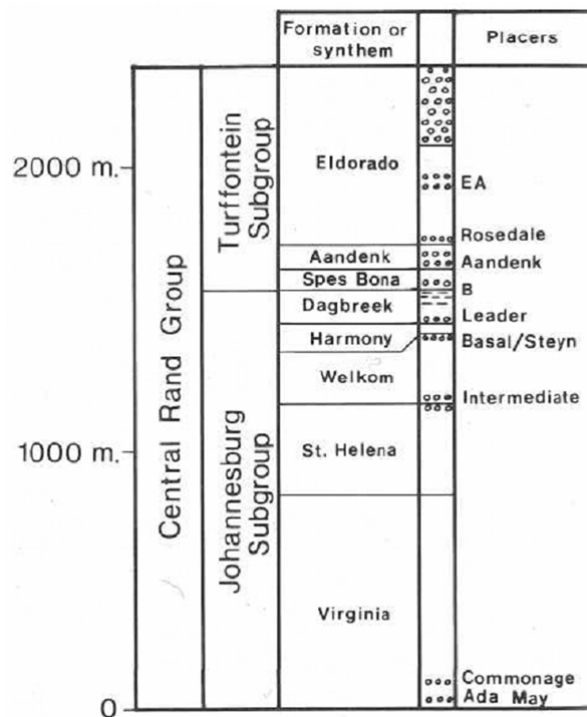 Formation or
synthem
Placers
2000 m.
1000 m.
0
Central Rand Group
Turffontein
Subgroup
Johannesburg
Subgroup
Eldorado
EA
Rosedale
Aandenk
Aandenk
Spes Bona
B
Dagbreek
Leader
Harmony
Basal/Steyn
Welkom
Intermediate
St. Helena
Virginia
Commonage
Ada May